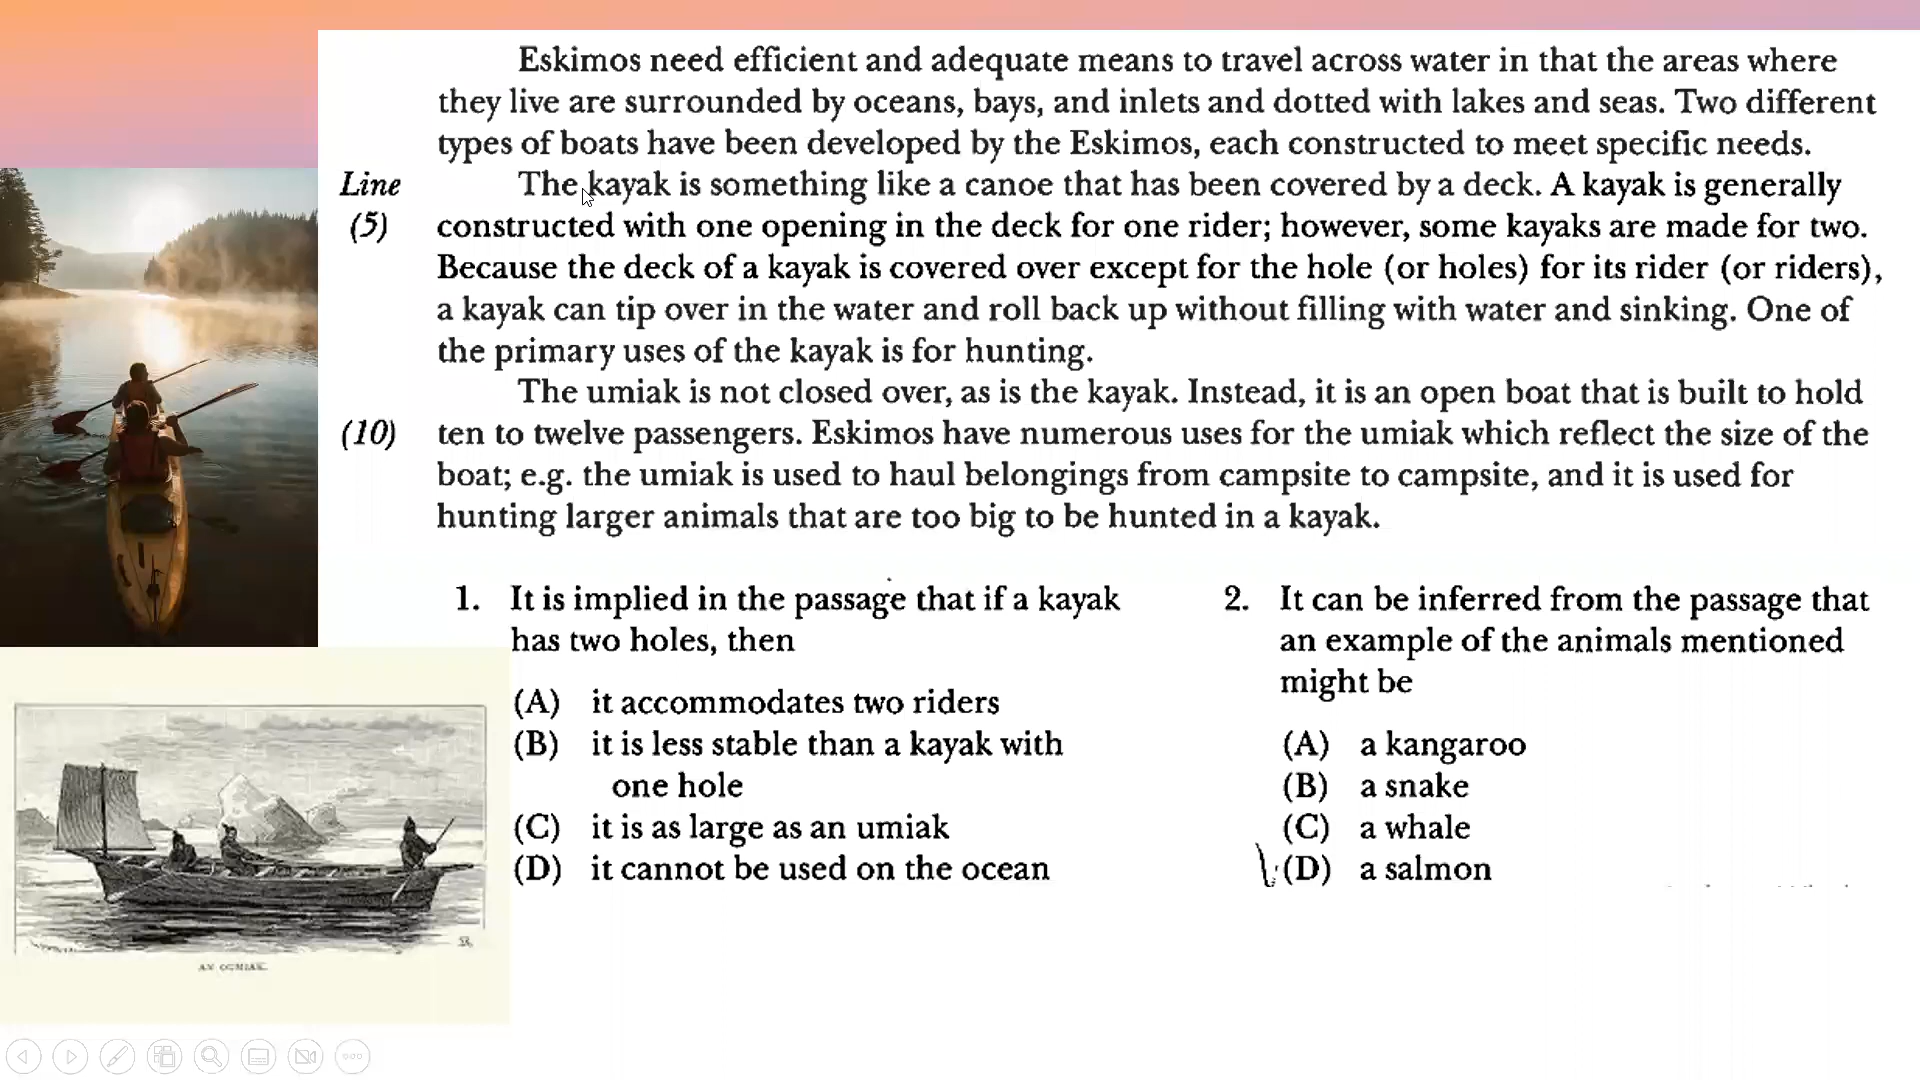 Eskimos need efficient and adequate means to travel across water in that the areas where
they live are surrounded by oceans, bays, and inlets and dotted with lakes and seas. Two different
types of boats have been developed by the Eskimos, each constructed to meet specific needs.
Line The kayak is something like a canoe that has been covered by a deck. A kayak is generally
(5) constructed with one opening in the deck for one rider; however, some kayaks are made for two.
Because the deck of a kayak is covered over except for the hole (or holes) for its rider (or riders),
a kayak can tip over in the water and roll back up without filling with water and sinking. One of
the primary uses of the kayak is for hunting.
The umiak is not closed over, as is the kayak. Instead, it is an open boat that is built to hold
(10) ten to twelve passengers. Eskimos have numerous uses for the umiak which reflect the size of the
boat; e.g. the umiak is used to haul belongings from campsite to campsite, and it is used for
hunting larger animals that are too big to be hunted in a kayak.
1. It is implied in the passage that if a kayak
has two holes, then
(A) it accommodates two riders
(B) it is less stable than a kayak with
one hole
(C) it is as large as an umiak
(D) it cannot be used on the ocean
2. It can be inferred from the passage that
an example of the animals mentioned
might be
(A) a kangaroo
(B) a snake
(C) a whale
(D) a salmon
AN OOMIAK.